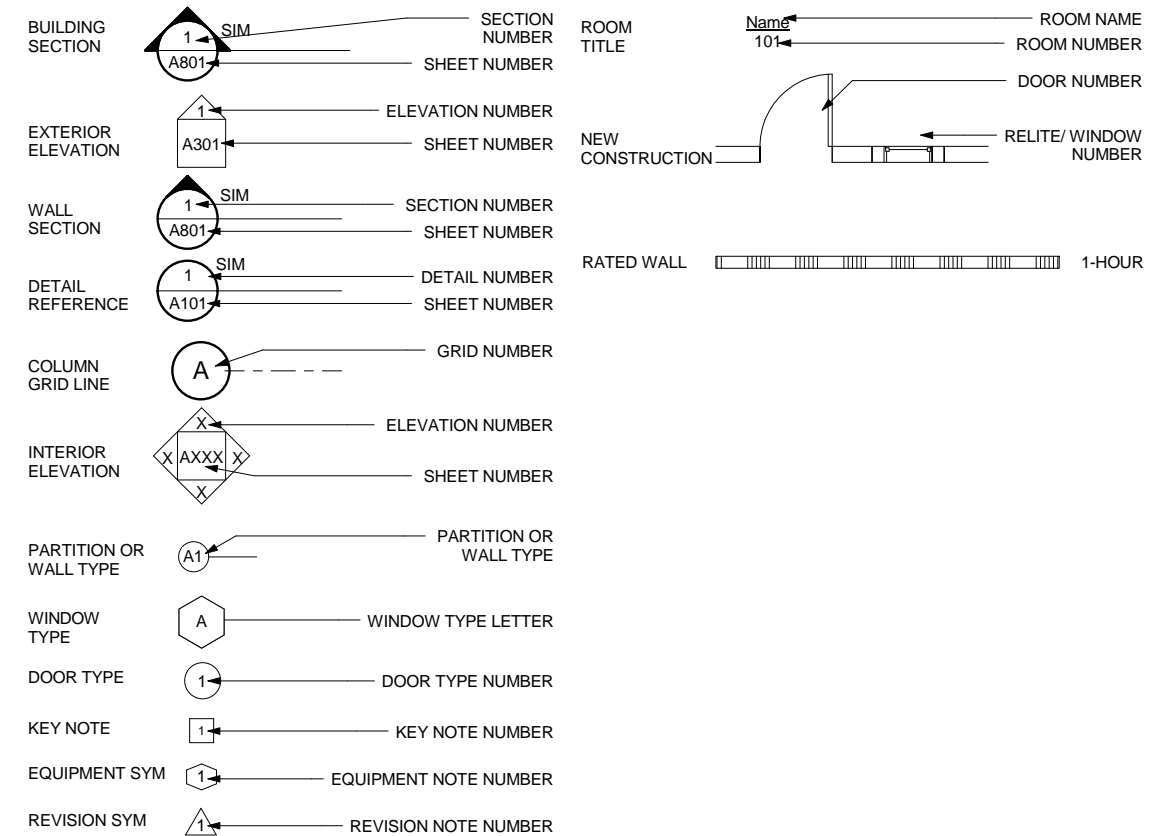 BUILDING
SECTION
1
SIM
A801
SECTION
NUMBER
SHEET NUMBER
EXTERIOR
ELEVATION
1
A301
ELEVATION NUMBER
SHEET NUMBER
WALL
SECTION
1
SIM
A801
SECTION NUMBER
SHEET NUMBER
DETAIL
REFERENCE
1
SIM
A101
DETAIL NUMBER
SHEET NUMBER
COLUMN
GRID LINE
A
GRID NUMBER
INTERIOR
ELEVATION
X
X AXXX X
X
ELEVATION NUMBER
SHEET NUMBER
PARTITION OR
WALL TYPE
A1
PARTITION OR
WALL TYPE
WINDOW
TYPE
A
WINDOW TYPE LETTER
DOOR TYPE
1
DOOR TYPE NUMBER
KEY NOTE
1
KEY NOTE NUMBER
EQUIPMENT SYM
1
EQUIPMENT NOTE NUMBER
REVISION SYM
1
REVISION NOTE NUMBER
ROOM
TITLE
Name
101
ROOM NAME
ROOM NUMBER
NEW
CONSTRUCTION
DOOR NUMBER
RELITE/ WINDOW
NUMBER
RATED WALL
1-HOUR